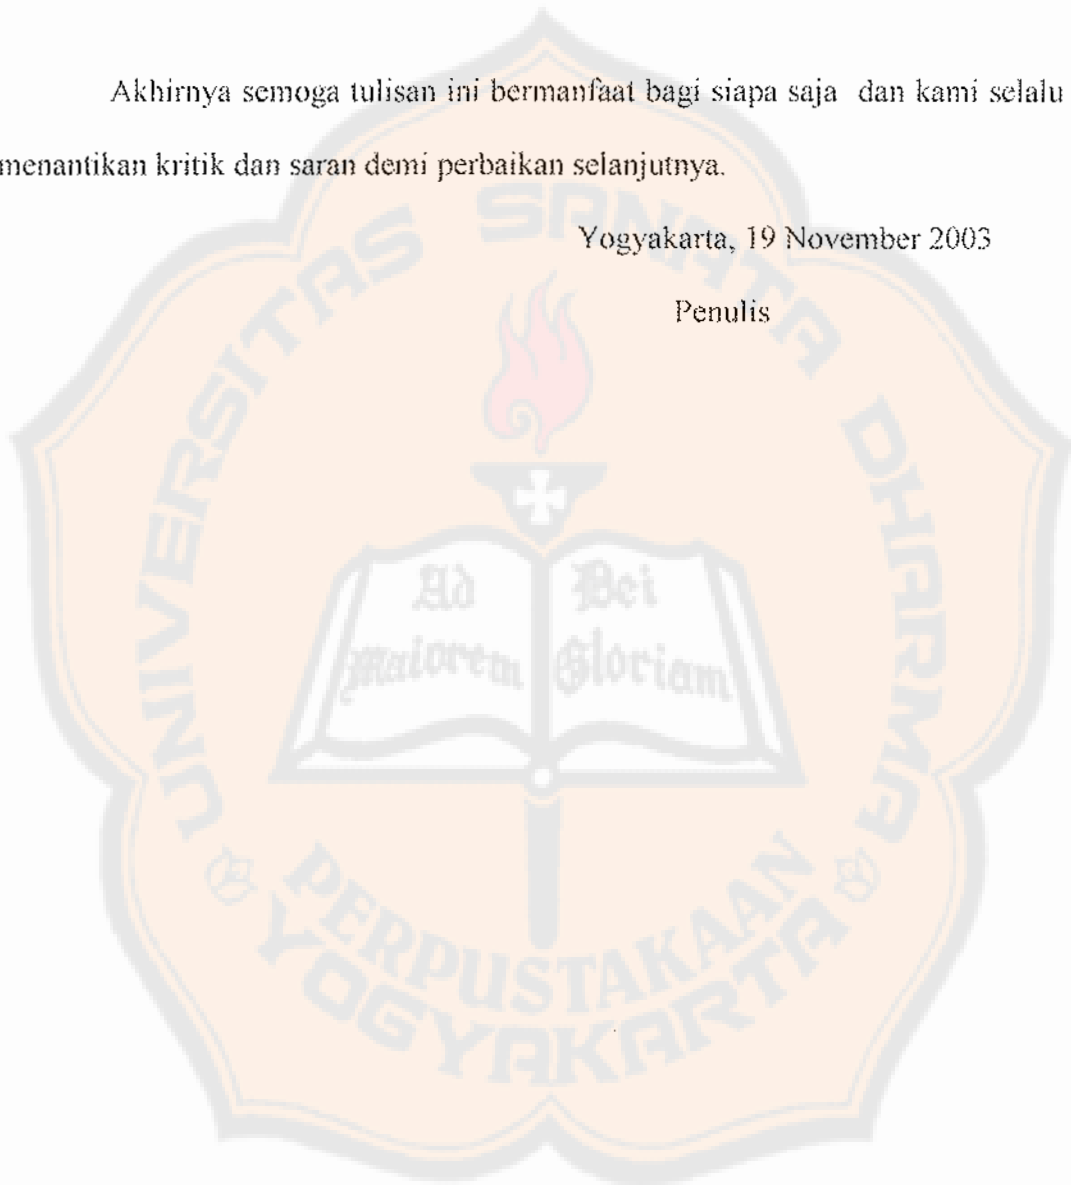 Akhirnya semoga tulisan ini bermanfaat bagi siapa saja dan kami selalu
menantikan kritik dan saran demi perbaikan selanjutnya.
Yogyakarta, 19 November 2003
Penulis
UNIVERSITAS SANATA DHARMA
Ad Dei
maiorem Gloriam
PERPUSTAKAAN
YOGYAKARTA